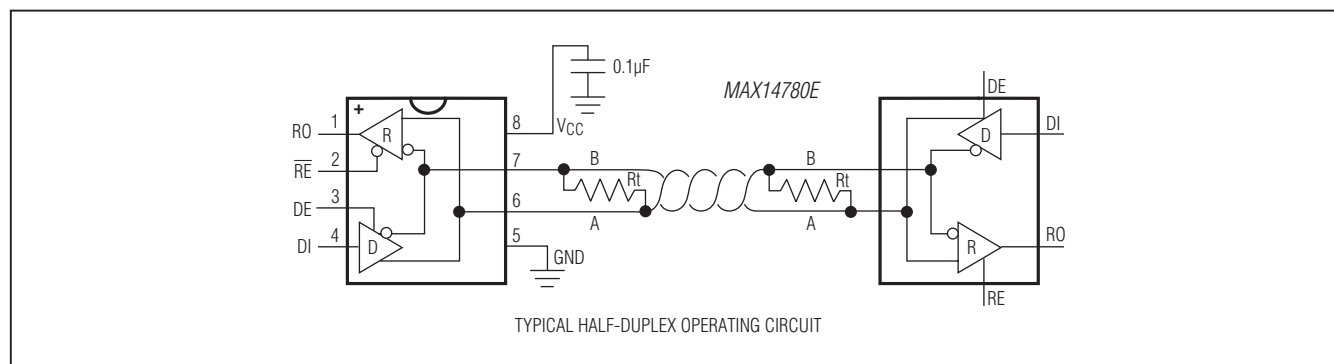 0.1µF
MAX14780E
DE
+
1
RO
R
8
VCC
D
DI
2
RE
7
B
B
Rt
Rt
3
DE
6
A
A
4
DI
D
5
GND
R
RO
RE
TYPICAL HALF-DUPLEX OPERATING CIRCUIT